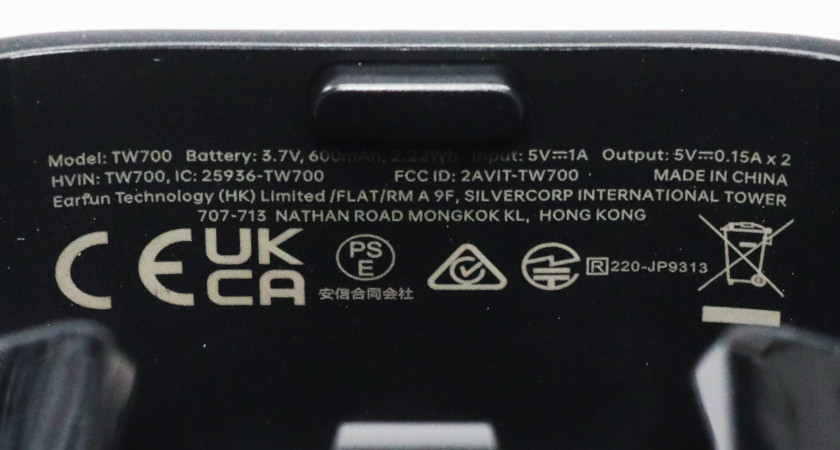 Model: TW700 Battery: 3.7V, 600mAh, 2.22Wh Input: 5V⎓1A Output: 5V⎓0.15A x 2
HVIN: TW700, IC: 25936-TW700 FCC ID: 2AVIT-TW700 MADE IN CHINA
Earfun Technology (HK) Limited /FLAT/RM A 9F, SILVERCORP INTERNATIONAL TOWER
707-713 NATHAN ROAD MONGKOK KL, HONG KONG
CE UK
CA
PS
E
安信合同会社
R 220-JP9313